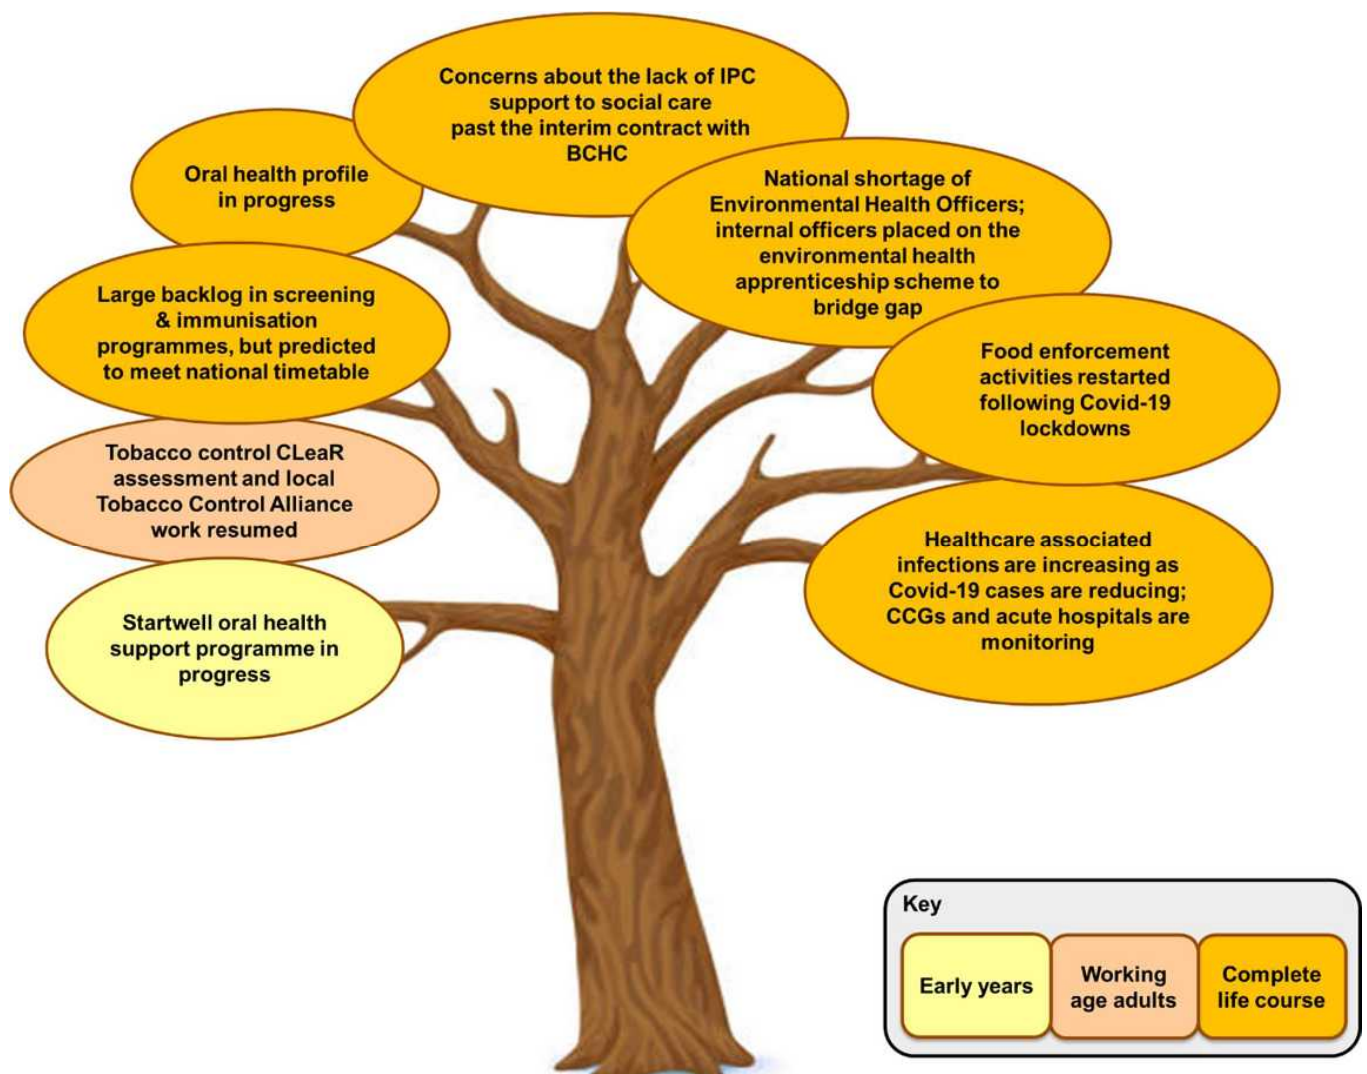 Concerns about the lack of IPC
support to social care
past the interim contract with
BCHC
Oral health profile
in progress
National shortage of
Environmental Health Officers;
internal officers placed on the
environmental health
apprenticeship scheme to
bridge gap
Large backlog in screening
& immunisation
programmes, but predicted
to meet national timetable
Food enforcement
activities restarted
following Covid-19
lockdowns
Tobacco control CLeaR
assessment and local
Tobacco Control Alliance
work resumed
Healthcare associated
infections are increasing as
Covid-19 cases are reducing;
CCGs and acute hospitals are
monitoring
Startwell oral health
support programme in
progress
Key
Early years
Working
age adults
Complete
life course